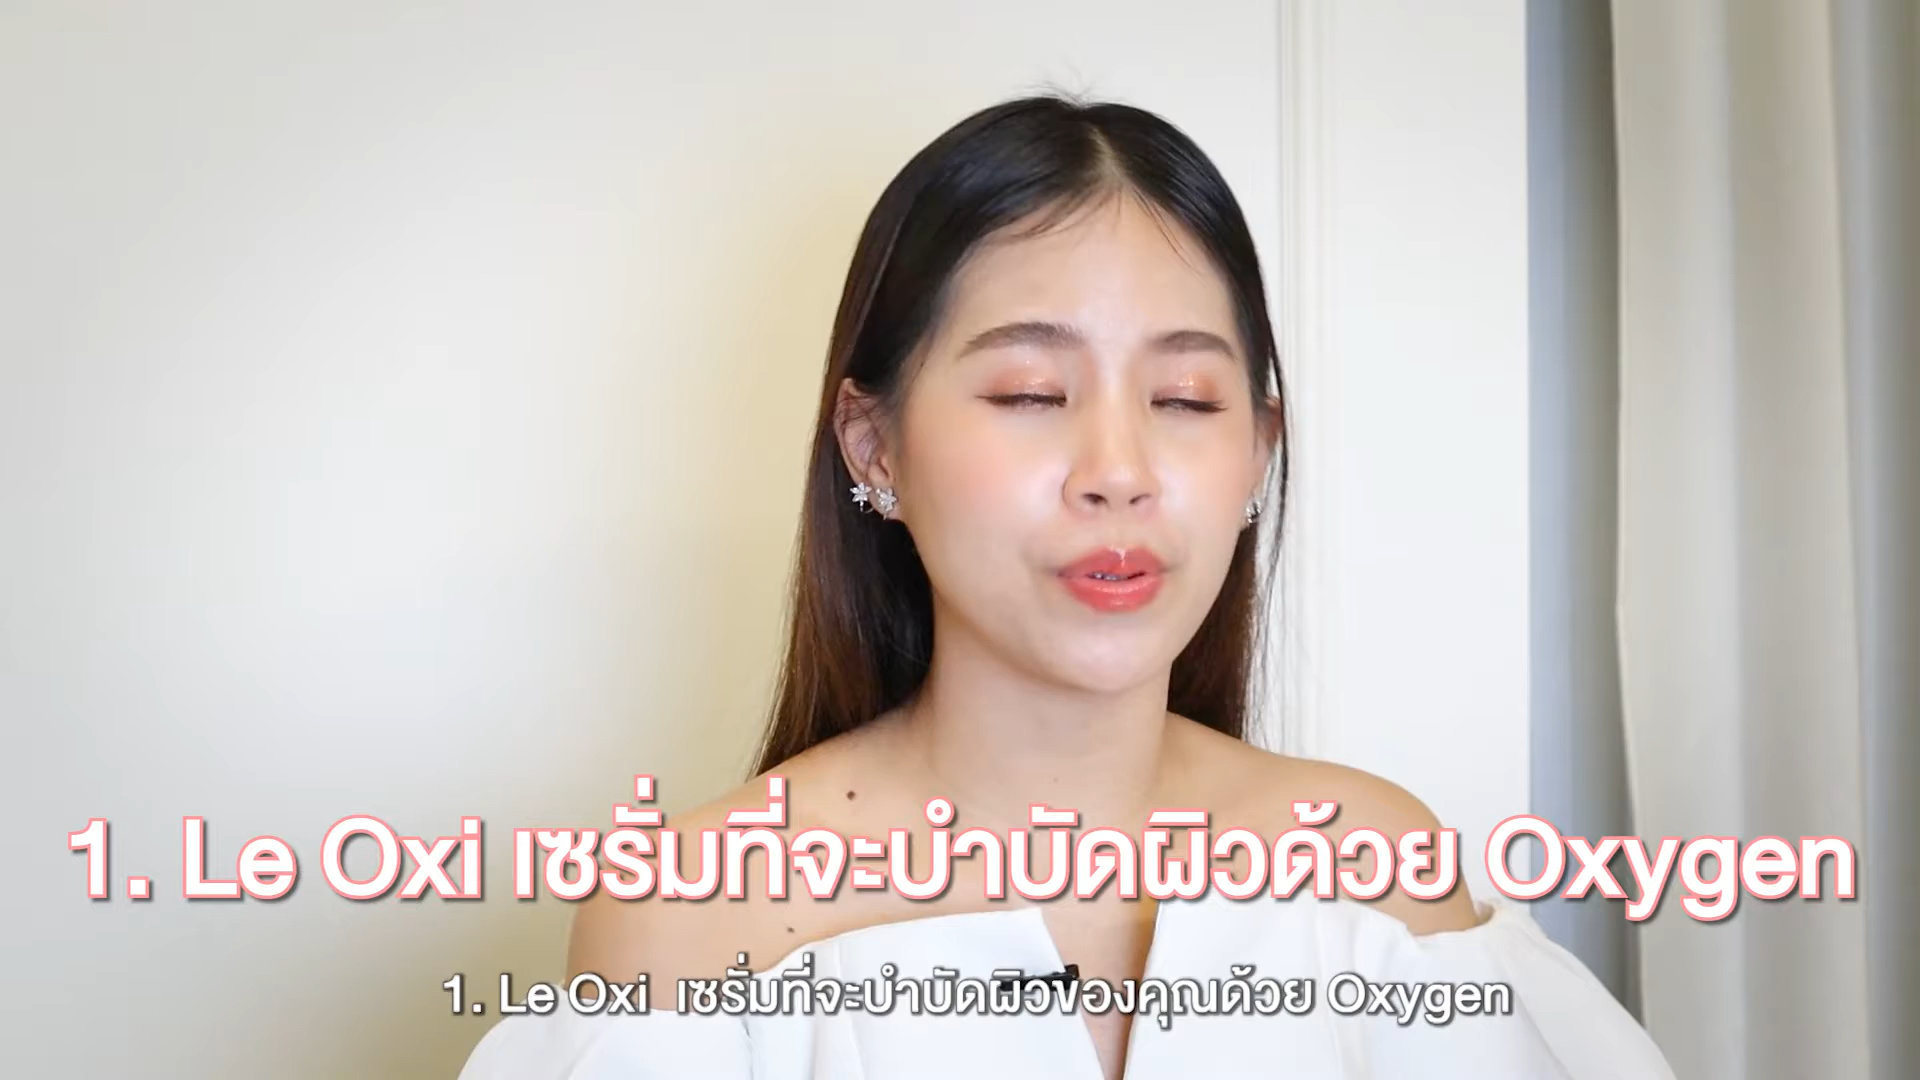 1. Le Oxi เซรั่มที่จะบำบัดผิวด้วย Oxygen
1. Le Oxi เซรั่มที่จะบำบัดผิวของคุณด้วย Oxygen